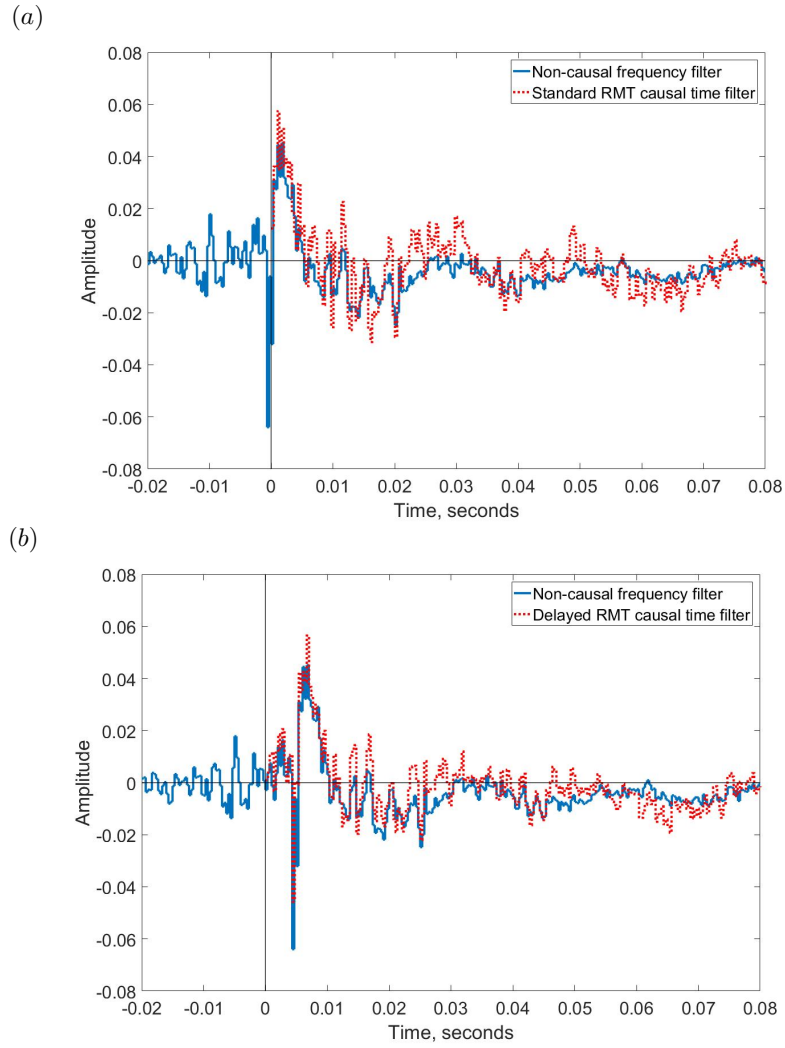 (a)
0.08
0.06
0.04
0.02
0
-0.02
-0.04
-0.06
-0.08
Amplitude
Non-causal frequency filter
Standard RMT causal time filter
-0.02 -0.01 0 0.01 0.02 0.03 0.04 0.05 0.06 0.07 0.08
Time, seconds
(b)
0.08
0.06
0.04
0.02
0
-0.02
-0.04
-0.06
-0.08
Amplitude
Non-causal frequency filter
Delayed RMT causal time filter
-0.02 -0.01 0 0.01 0.02 0.03 0.04 0.05 0.06 0.07 0.08
Time, seconds